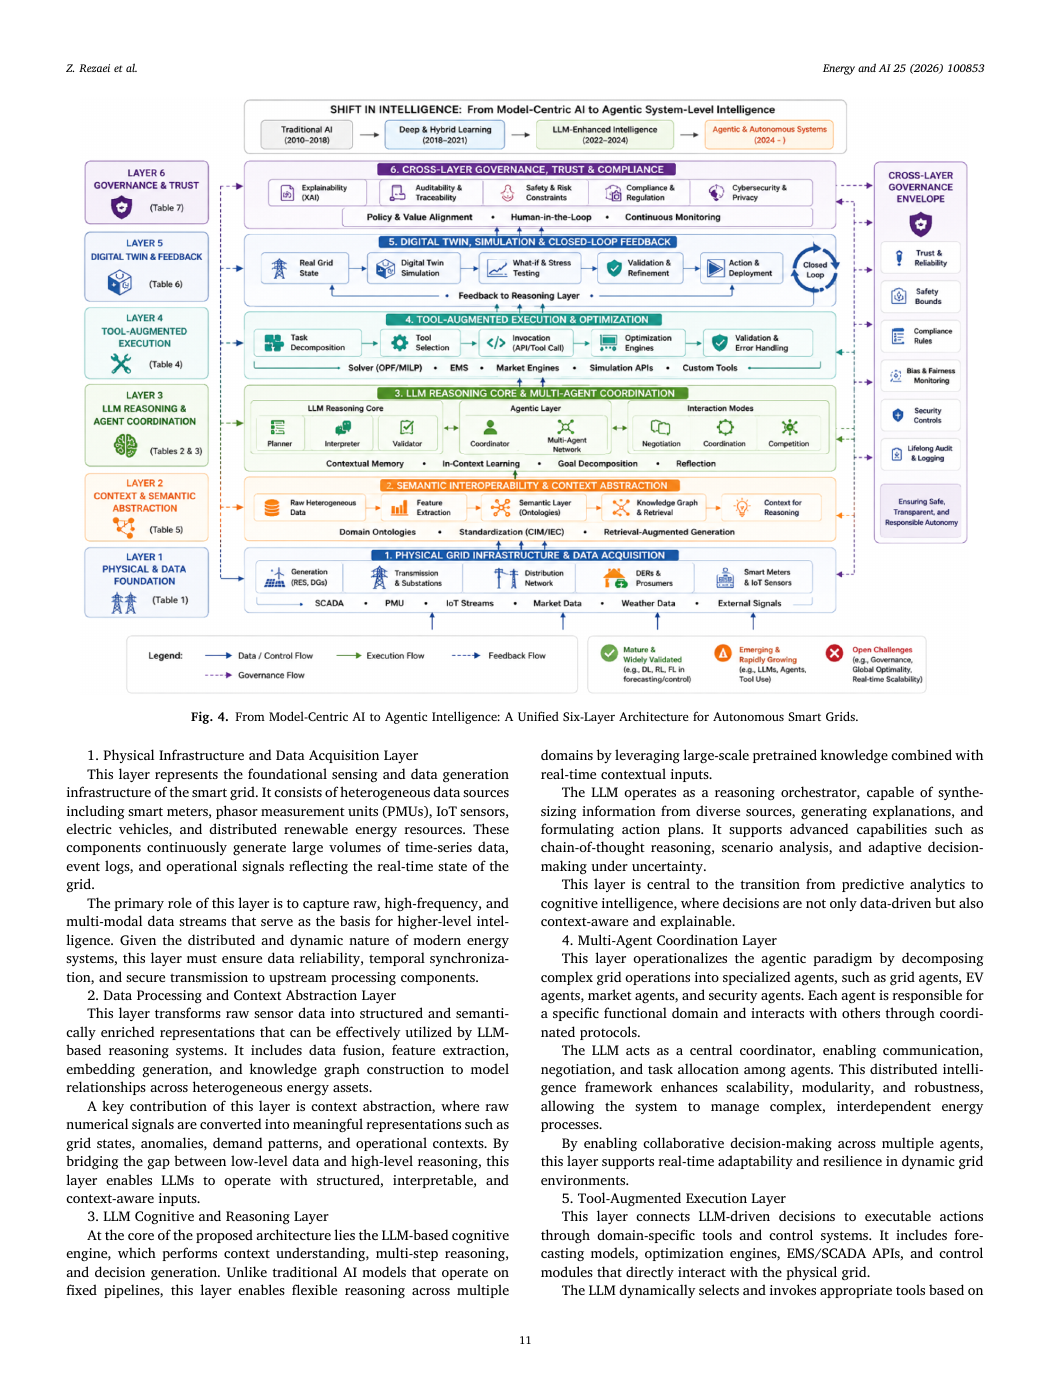 Z. Rezaei et al.
Energy and AI 25 (2026) 100853
SHIFT IN INTELLIGENCE: From Model-Centric AI to Agentic System-Level Intelligence
Traditional AI
(2010–2018)
Deep & Hybrid Learning
(2018–2021)
LLM-Enhanced Intelligence
(2022–2024)
Agentic & Autonomous Systems
(2024 - )
LAYER 6
GOVERNANCE & TRUST
(Table 7)
6. CROSS-LAYER GOVERNANCE, TRUST & COMPLIANCE
Explainability
(XAI)
Auditability &
Traceability
Safety & Risk
Constraints
Compliance &
Regulation
Cybersecurity &
Privacy
Policy & Value Alignment • Human-in-the-Loop • Continuous Monitoring
LAYER 5
DIGITAL TWIN & FEEDBACK
(Table 6)
5. DIGITAL TWIN, SIMULATION & CLOSED-LOOP FEEDBACK
Real Grid
State
Digital Twin
Simulation
What-if & Stress
Testing
Validation &
Refinement
Action &
Deployment
Closed
Loop
• Feedback to Reasoning Layer •
LAYER 4
TOOL-AUGMENTED
EXECUTION
(Table 4)
4. TOOL-AUGMENTED EXECUTION & OPTIMIZATION
Task
Decomposition
Tool
Selection
Invocation
(API/Tool Call)
Optimization
Engines
Validation &
Error Handling
Solver (OPF/MILP) • EMS • Market Engines • Simulation APIs • Custom Tools
LAYER 3
LLM REASONING &
AGENT COORDINATION
(Tables 2 & 3)
3. LLM REASONING CORE & MULTI-AGENT COORDINATION
LLM Reasoning Core
Planner
Interpreter
Validator
Agentic Layer
Coordinator
Multi-Agent
Network
Interaction Modes
Negotiation
Coordination
Competition
Contextual Memory • In-Context Learning • Goal Decomposition • Reflection
LAYER 2
CONTEXT & SEMANTIC
ABSTRACTION
(Table 5)
2. SEMANTIC INTEROPERABILITY & CONTEXT ABSTRACTION
Raw Heterogeneous
Data
Feature
Extraction
Semantic Layer
(Ontologies)
Knowledge Graph
& Retrieval
Context for
Reasoning
Domain Ontologies • Standardization (CIM/IEC) • Retrieval-Augmented Generation
LAYER 1
PHYSICAL & DATA
FOUNDATION
(Table 1)
1. PHYSICAL GRID INFRASTRUCTURE & DATA ACQUISITION
Generation
(RES, DGs)
Transmission
& Substations
Distribution
Network
DERs &
Prosumers
Smart Meters
& IoT Sensors
SCADA • PMU • IoT Streams • Market Data • Weather Data • External Signals
CROSS-LAYER
GOVERNANCE
ENVELOPE
Trust &
Reliability
Safety
Bounds
Compliance
Rules
Bias & Fairness
Monitoring
Security
Controls
Lifelong Audit
& Logging
Ensuring Safe,
Transparent, and
Responsible Autonomy
Legend:
Data / Control Flow
Execution Flow
Feedback Flow
Governance Flow
Mature &
Widely Validated
(e.g., DL, RL, FL in
forecasting/control)
Emerging &
Rapidly Growing
(e.g., LLMs, Agents,
Tool Use)
Open Challenges
(e.g., Governance,
Global Optimality,
Real-time Scalability)
Fig. 4. From Model-Centric AI to Agentic Intelligence: A Unified Six-Layer Architecture for Autonomous Smart Grids.
1. Physical Infrastructure and Data Acquisition Layer
This layer represents the foundational sensing and data generation
infrastructure of the smart grid. It consists of heterogeneous data sources
including smart meters, phasor measurement units (PMUs), IoT sensors,
electric vehicles, and distributed renewable energy resources. These
components continuously generate large volumes of time-series data,
event logs, and operational signals reflecting the real-time state of the
grid.
The primary role of this layer is to capture raw, high-frequency, and
multi-modal data streams that serve as the basis for higher-level intel-
ligence. Given the distributed and dynamic nature of modern energy
systems, this layer must ensure data reliability, temporal synchroniza-
tion, and secure transmission to upstream processing components.
2. Data Processing and Context Abstraction Layer
This layer transforms raw sensor data into structured and semanti-
cally enriched representations that can be effectively utilized by LLM-
based reasoning systems. It includes data fusion, feature extraction,
embedding generation, and knowledge graph construction to model
relationships across heterogeneous energy assets.
A key contribution of this layer is context abstraction, where raw
numerical signals are converted into meaningful representations such as
grid states, anomalies, demand patterns, and operational contexts. By
bridging the gap between low-level data and high-level reasoning, this
layer enables LLMs to operate with structured, interpretable, and
context-aware inputs.
3. LLM Cognitive and Reasoning Layer
At the core of the proposed architecture lies the LLM-based cognitive
engine, which performs context understanding, multi-step reasoning,
and decision generation. Unlike traditional AI models that operate on
fixed pipelines, this layer enables flexible reasoning across multiple
domains by leveraging large-scale pretrained knowledge combined with
real-time contextual inputs.
The LLM operates as a reasoning orchestrator, capable of synthe-
sizing information from diverse sources, generating explanations, and
formulating action plans. It supports advanced capabilities such as
chain-of-thought reasoning, scenario analysis, and adaptive decision-
making under uncertainty.
This layer is central to the transition from predictive analytics to
cognitive intelligence, where decisions are not only data-driven but also
context-aware and explainable.
4. Multi-Agent Coordination Layer
This layer operationalizes the agentic paradigm by decomposing
complex grid operations into specialized agents, such as grid agents, EV
agents, market agents, and security agents. Each agent is responsible for
a specific functional domain and interacts with others through coordi-
nated protocols.
The LLM acts as a central coordinator, enabling communication,
negotiation, and task allocation among agents. This distributed intelli-
gence framework enhances scalability, modularity, and robustness,
allowing the system to manage complex, interdependent energy
processes.
By enabling collaborative decision-making across multiple agents,
this layer supports real-time adaptability and resilience in dynamic grid
environments.
5. Tool-Augmented Execution Layer
This layer connects LLM-driven decisions to executable actions
through domain-specific tools and control systems. It includes fore-
casting models, optimization engines, EMS/SCADA APIs, and control
modules that directly interact with the physical grid.
The LLM dynamically selects and invokes appropriate tools based on
11